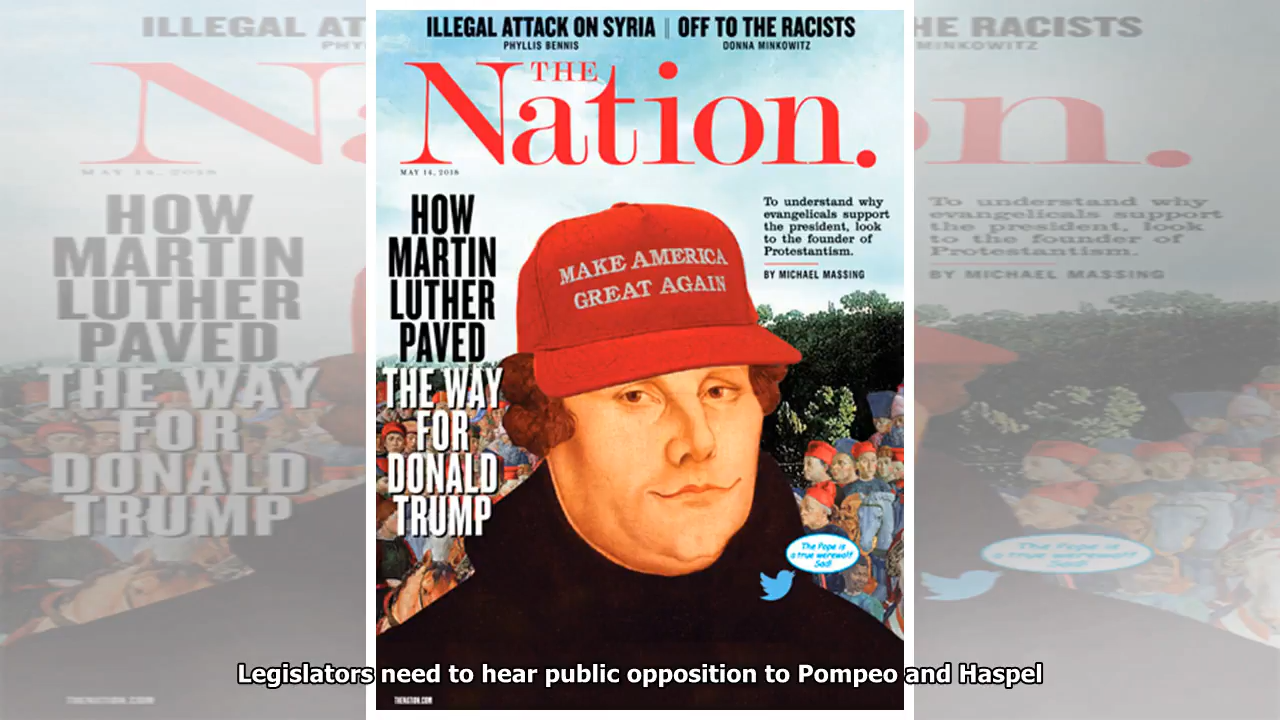 ILLEGAL ATTACK ON SYRIA | OFF TO THE RACISTS
PHYLLIS BENNIS DONNA MINKOWITZ
THE
Nation.
MAY 14, 2018
HOW
MARTIN
LUTHER
PAVED
THE WAY
FOR
DONALD
TRUMP
To understand why
evangelicals support
the president, look
to the founder of
Protestantism.
BY MICHAEL MASSING
MAKE AMERICA
GREAT AGAIN
The Pope is
a true werewolf
Sad!
Legislators need to hear public opposition to Pompeo and Haspel
THENATION.COM